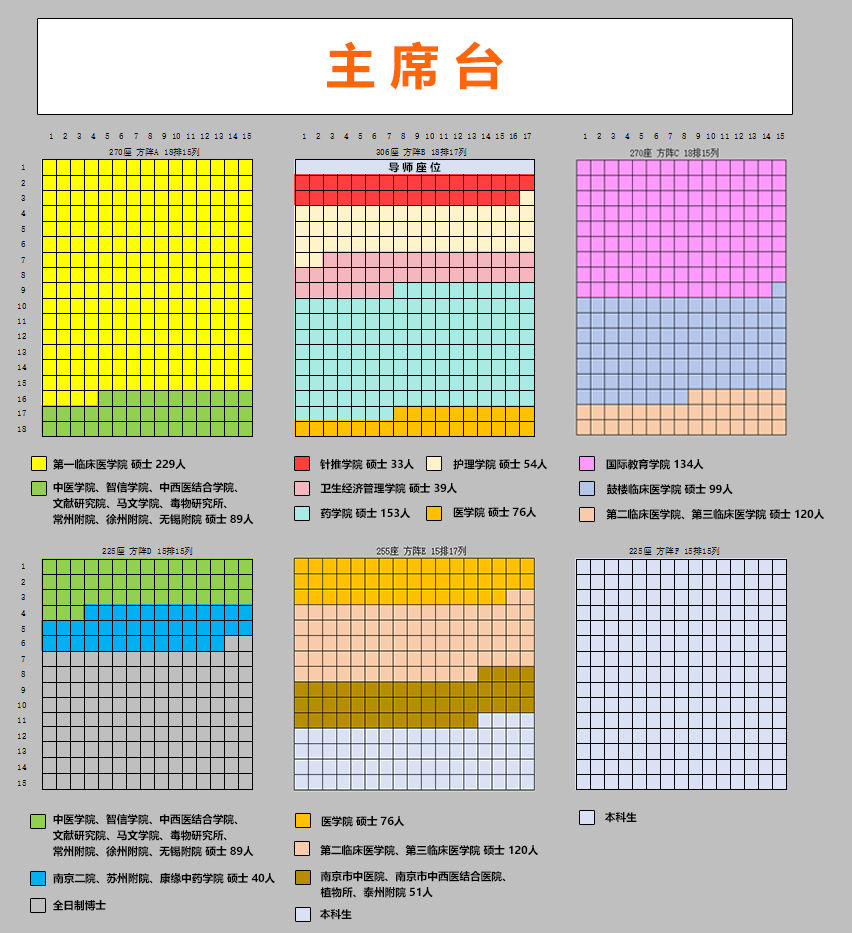 主席台
1 2 3 4 5 6 7 8 9 10 11 12 13 14 15
1 2 3 4 5 6 7 8 9 10 11 12 13 14 15 16 17
1 2 3 4 5 6 7 8 9 10 11 12 13 14 15
270座 方阵A 18排15列
306座 方阵B 18排17列
270座 方阵C 18排15列
导师座位
1
2
3
4
5
6
7
8
9
10
11
12
13
14
15
16
17
18
第一临床医学院 硕士 229人
中医学院、智信学院、中西医结合学院、
文献研究院、马文学院、毒物研究所、
常州附院、徐州附院、无锡附院 硕士 89人
针推学院 硕士 33人
护理学院 硕士 54人
卫生经济管理学院 硕士 39人
药学院 硕士 153人
医学院 硕士 76人
国际教育学院 134人
鼓楼临床医学院 硕士 99人
第二临床医学院、第三临床医学院 硕士 120人
225座 方阵D 15排15列
255座 方阵E 15排17列
225座 方阵F 15排15列
1
2
3
4
5
6
7
8
9
10
11
12
13
14
15
中医学院、智信学院、中西医结合学院、
文献研究院、马文学院、毒物研究所、
常州附院、徐州附院、无锡附院 硕士 89人
南京二院、苏州附院、康缘中药学院 硕士 40人
全日制博士
医学院 硕士 76人
第二临床医学院、第三临床医学院 硕士 120人
南京市中医院、南京市中西医结合医院、
植物所、泰州附院 51人
本科生
本科生